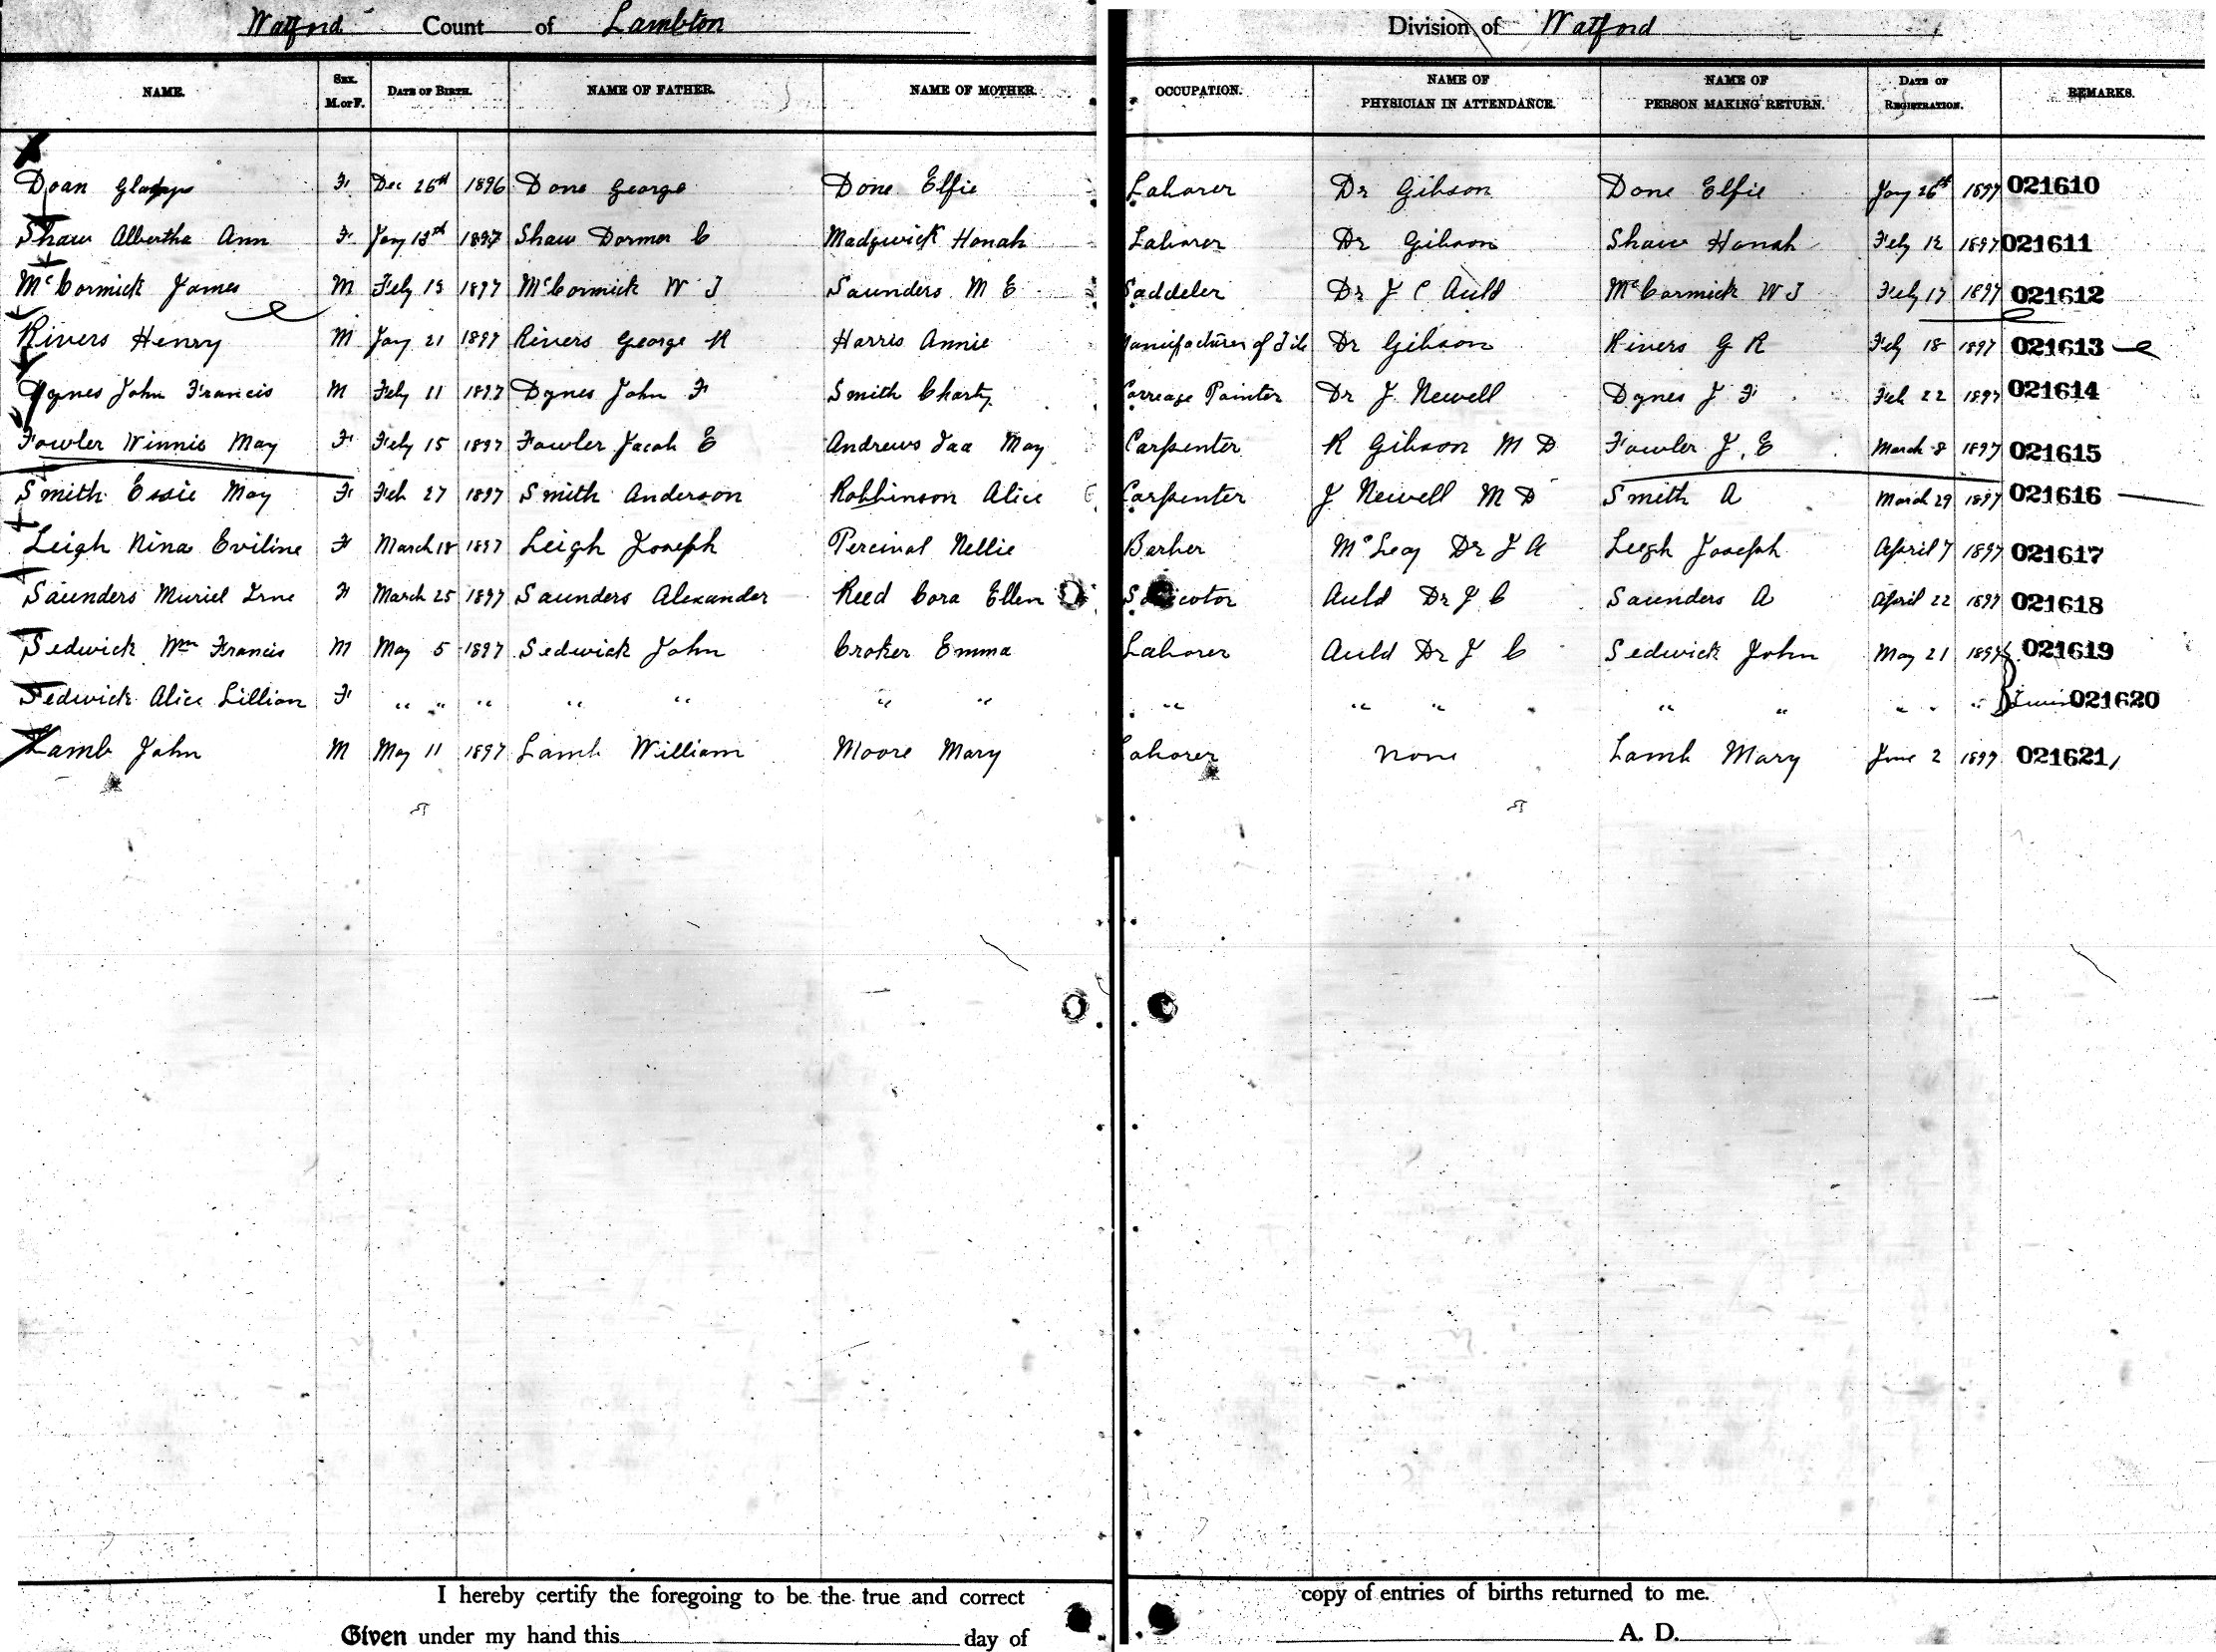 Watford Count of Lambton Division of Watford
NAME. SEX. M. or F. DATE OF BIRTH. NAME OF FATHER. NAME OF MOTHER. OCCUPATION. NAME OF PHYSICIAN IN ATTENDANCE. NAME OF PERSON MAKING RETURN. DATE OF REGISTRATION. REMARKS.
Doan Gladys F Dec 26th 1896 Done George Done Elfie Laborer Dr Gibson Done Elfie Jany 26th 1897 021610
Shaw Albertha Ann F Jany 13th 1897 Shaw Dormer C Madgwick Honah Laborer Dr Gibson Shaw Honah Feby 12 1897 021611
McCormick James M Feby 13 1897 McCormick W J Saunders M E Saddeler Dr J C Auld McCormick W J Feby 17 1897 021612
Rivers Henry M Jany 21 1897 Rivers George R Harris Annie Manifacturer of Tile Dr Gibson Rivers G R Feby 18 1897 021613
Dynes John Francis M Feby 11 1897 Dynes John F Smith Charty Carreage Painter Dr J Newell Dynes J F Feb 22 1897 021614
Fowler Winnie May F Feby 15 1897 Fowler Jacob E Andrews Ida May Carpenter R Gibson M D Fowler J. E March 8 1897 021615
Smith Essie May F Feb 27 1897 Smith Anderson Robbinson Alice Carpenter J Newell M D Smith A March 29 1897 021616
Leigh Nina Eviline F March 18 1897 Leigh Joseph Percival Nellie Barber McLeay Dr J A Leigh Joseph April 7 1897 021617
Saunders Muriel Irne F March 25 1897 Saunders Alexander Reed Cora Ellen Auld Dr J C Saunders A April 22 1897 021618
Sedwick Wm Francis M May 5 1897 Sedwick John Croker Emma Laborer Auld Dr J C Sedwick John May 21 1897 021619
Sedwick Alice Lillian F " " " " " " " " " " " " " " " Twins 021620
Lamb John M May 11 1897 Lamb William Moore Mary Laborer none Lamb Mary June 2 1897 021621
I hereby certify the foregoing to be the true and correct copy of entries of births returned to me.
Given under my hand this day of A. D.